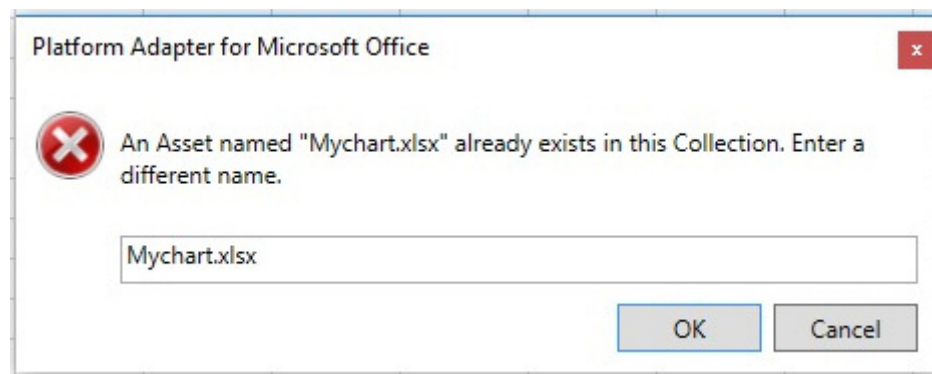 Platform Adapter for Microsoft Office
x
An Asset named "Mychart.xlsx" already exists in this Collection. Enter a
different name.
Mychart.xlsx
OK
Cancel